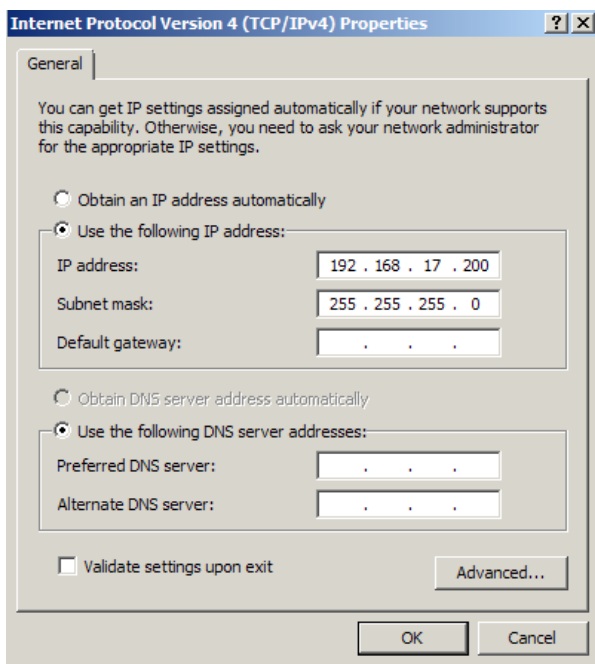 Internet Protocol Version 4 (TCP/IPv4) Properties
General
You can get IP settings assigned automatically if your network supports
this capability. Otherwise, you need to ask your network administrator
for the appropriate IP settings.
Obtain an IP address automatically
Use the following IP address:
IP address: 192 . 168 . 17 . 200
Subnet mask: 255 . 255 . 255 . 0
Default gateway: . . .
Obtain DNS server address automatically
Use the following DNS server addresses:
Preferred DNS server: . . .
Alternate DNS server: . . .
Validate settings upon exit
Advanced...
OK Cancel